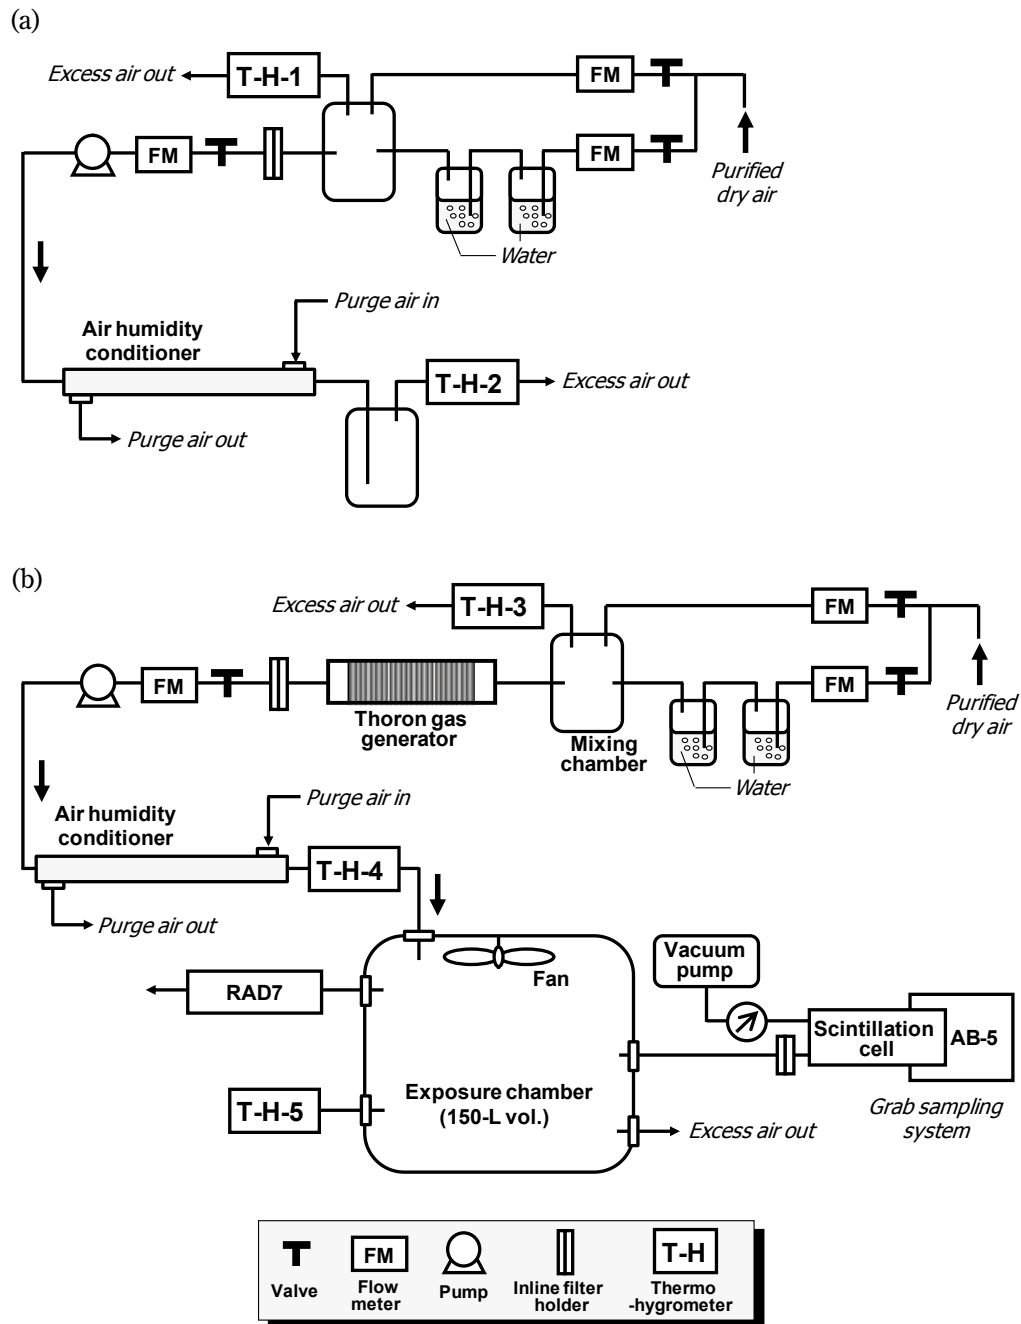 (a)
Excess air out
T-H-1
FM
FM
FM
Purified
dry air
Water
Purge air in
Air humidity
conditioner
T-H-2
Excess air out
Purge air out
(b)
Excess air out
T-H-3
FM
FM
FM
Thoron gas
generator
Mixing
chamber
Purified
dry air
Water
Purge air in
Air humidity
conditioner
T-H-4
Purge air out
Fan
Vacuum
pump
RAD7
Scintillation
cell
AB-5
Exposure chamber
(150-L vol.)
T-H-5
Grab sampling
system
Excess air out
FM
T-H
Valve
Flow
meter
Pump
Inline filter
holder
Thermo
-hygrometer